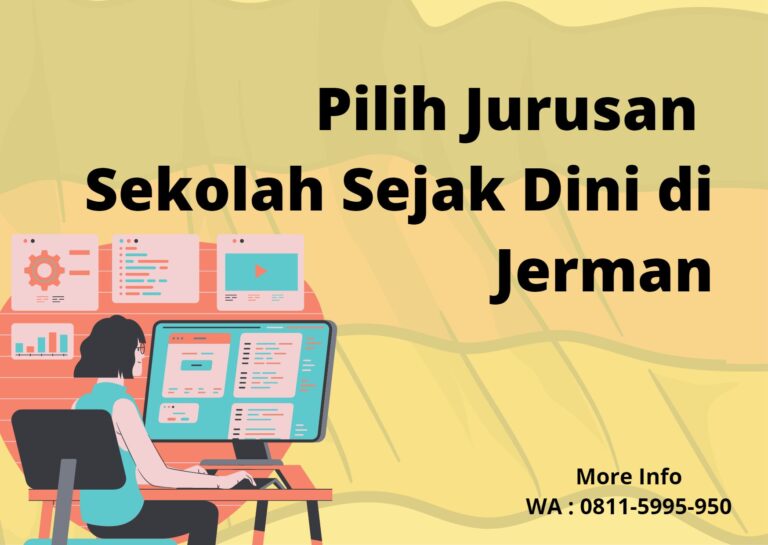 Pilih Jurusan
Sekolah Sejak Dini di
Jerman
More Info
WA : 0811-5995-950